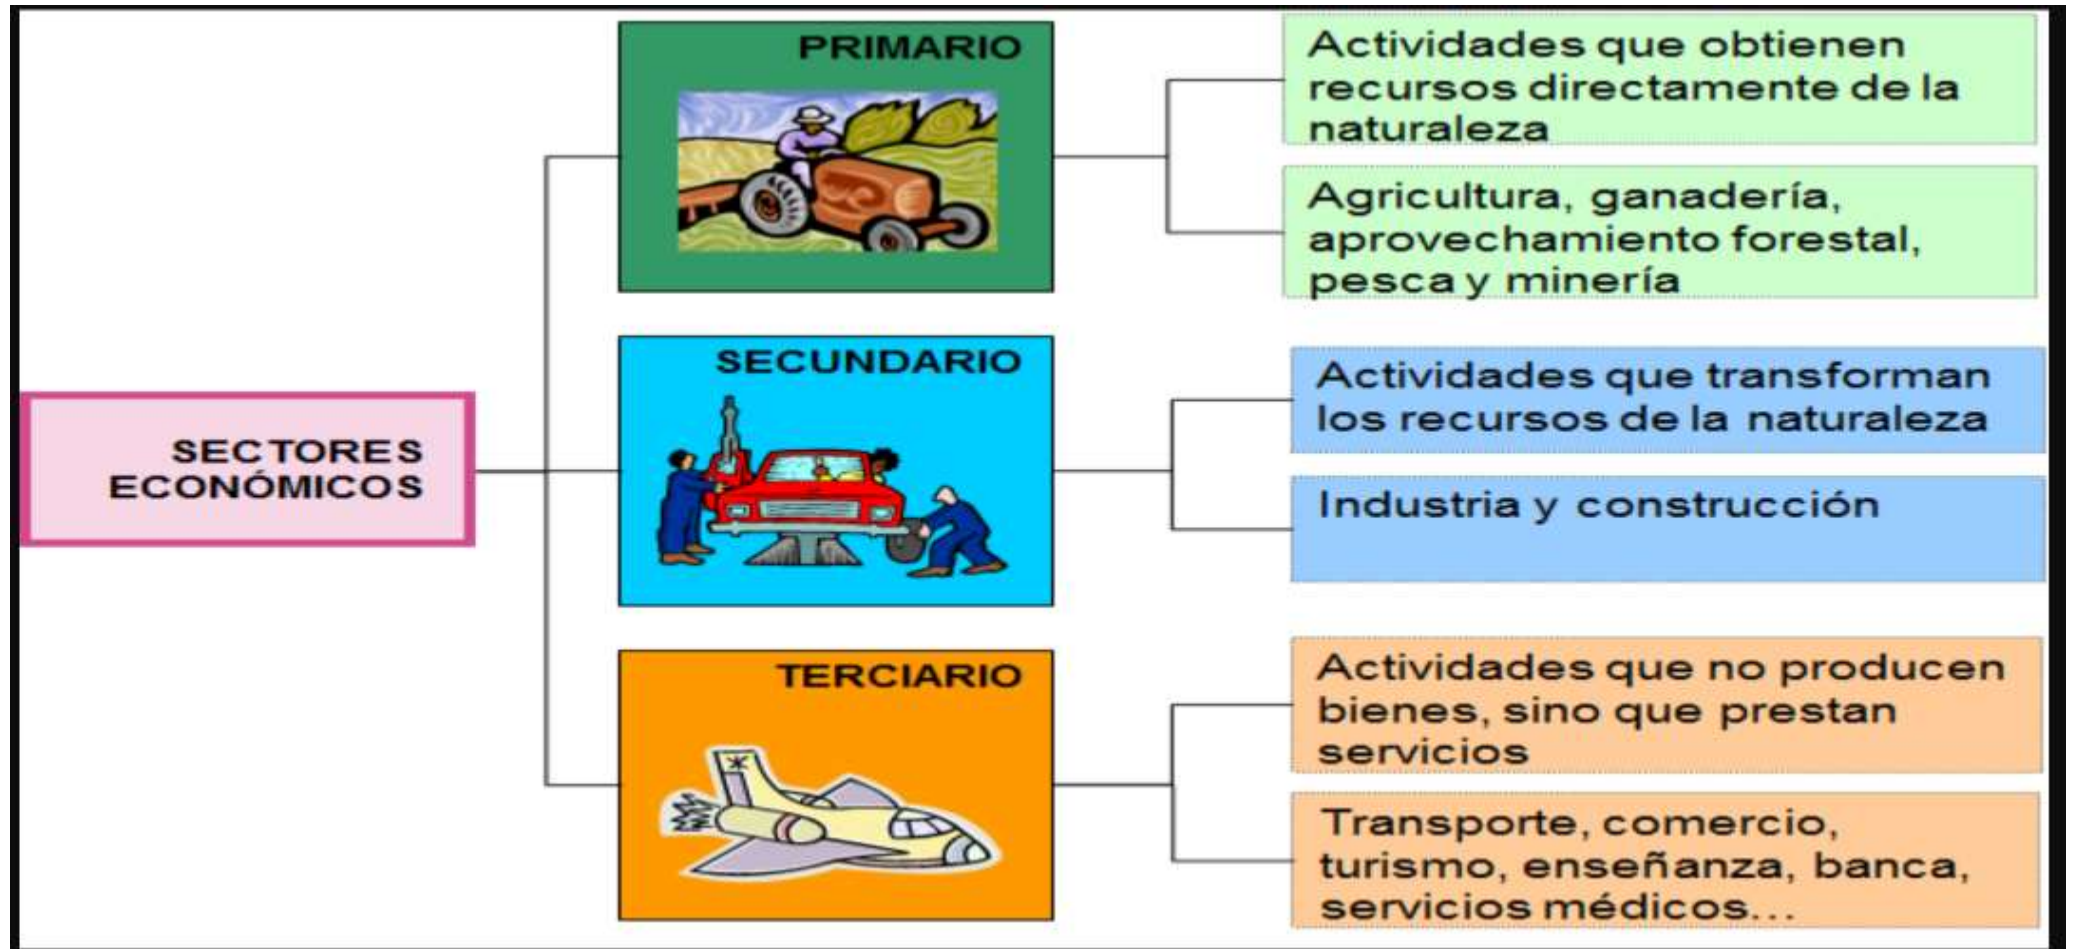 SECTORES
ECONÓMICOS
PRIMARIO
Actividades que obtienen
recursos directamente de la
naturaleza
Agricultura, ganadería,
aprovechamiento forestal,
pesca y minería
SECUNDARIO
Actividades que transforman
los recursos de la naturaleza
Industria y construcción
TERCIARIO
Actividades que no producen
bienes, sino que prestan
servicios
Transporte, comercio,
turismo, enseñanza, banca,
servicios médicos...